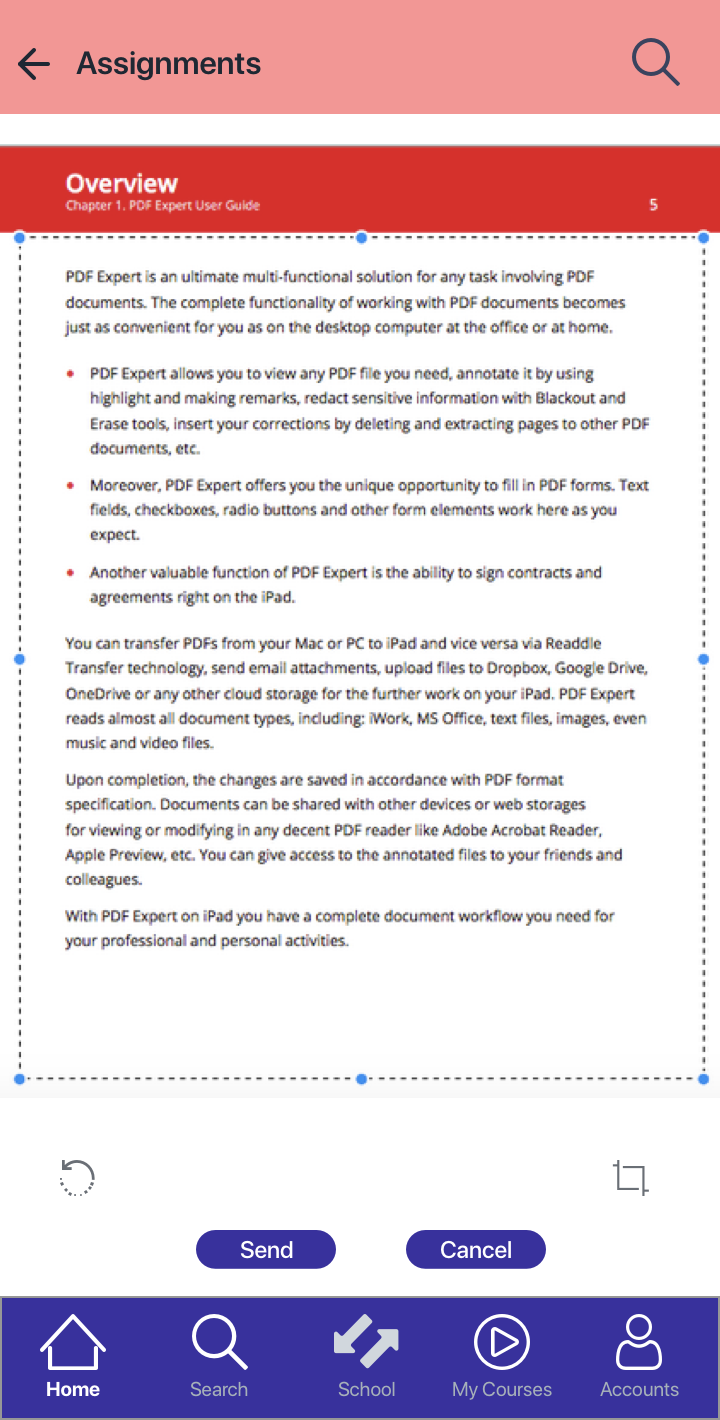 Assignments
Overview
Chapter 1. PDF Expert User Guide
5
PDF Expert is an ultimate multi-functional solution for any task involving PDF
documents. The complete functionality of working with PDF documents becomes
just as convenient for you as on the desktop computer at the office or at home.
• PDF Expert allows you to view any PDF file you need, annotate it by using
highlight and making remarks, redact sensitive information with Blackout and
Erase tools, insert your corrections by deleting and extracting pages to other PDF
documents, etc.
• Moreover, PDF Expert offers you the unique opportunity to fill in PDF forms. Text
fields, checkboxes, radio buttons and other form elements work here as you
expect.
• Another valuable function of PDF Expert is the ability to sign contracts and
agreements right on the iPad.
You can transfer PDFs from your Mac or PC to iPad and vice versa via Readdle
Transfer technology, send email attachments, upload files to Dropbox, Google Drive,
OneDrive or any other cloud storage for the further work on your iPad. PDF Expert
reads almost all document types, including: iWork, MS Office, text files, images, even
music and video files.
Upon completion, the changes are saved in accordance with PDF format
specification. Documents can be shared with other devices or web storages
for viewing or modifying in any decent PDF reader like Adobe Acrobat Reader,
Apple Preview, etc. You can give access to the annotated files to your friends and
colleagues.
With PDF Expert on iPad you have a complete document workflow you need for
your professional and personal activities.
Send
Cancel
Home
Search
School
My Courses
Accounts